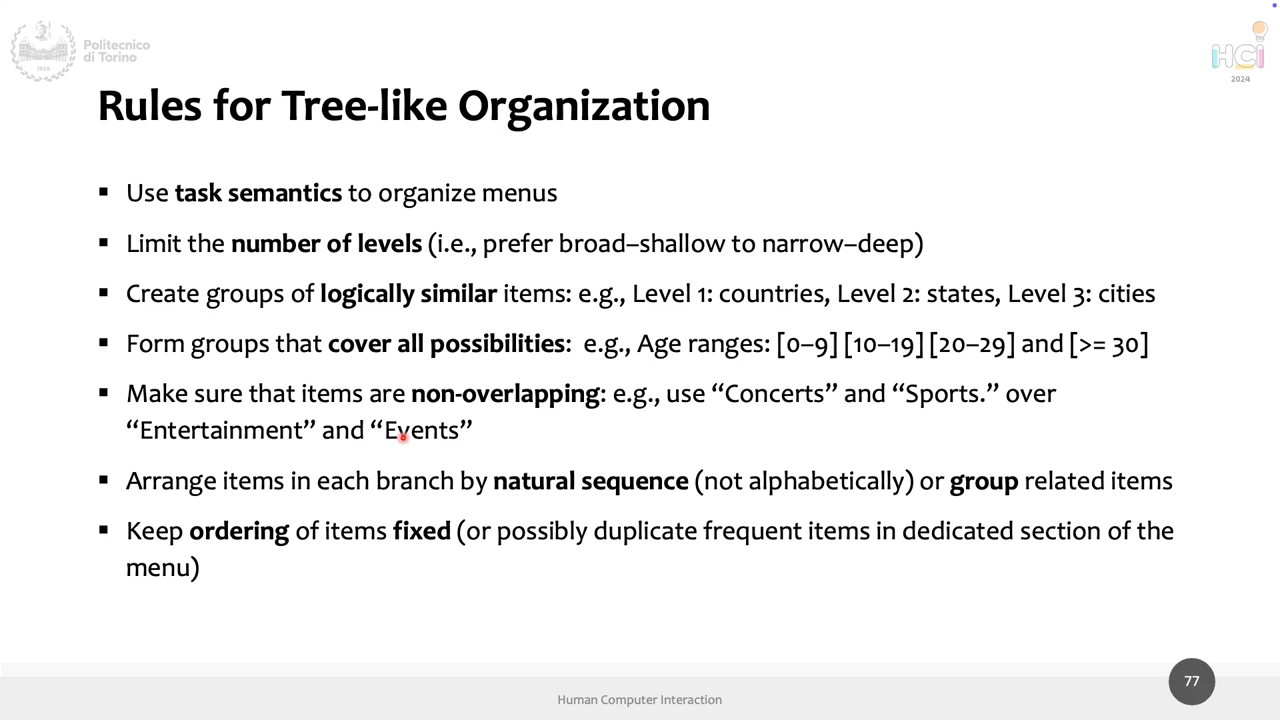 Politecnico
di Torino
1859
HCI
2024
Rules for Tree-like Organization
▪ Use task semantics to organize menus
▪ Limit the number of levels (i.e., prefer broad–shallow to narrow–deep)
▪ Create groups of logically similar items: e.g., Level 1: countries, Level 2: states, Level 3: cities
▪ Form groups that cover all possibilities:  e.g., Age ranges: [0–9] [10–19] [20–29] and [>= 30]
▪ Make sure that items are non-overlapping: e.g., use “Concerts” and “Sports.” over
“Entertainment” and “Events”
▪ Arrange items in each branch by natural sequence (not alphabetically) or group related items
▪ Keep ordering of items fixed (or possibly duplicate frequent items in dedicated section of the
menu)
Human Computer Interaction
77